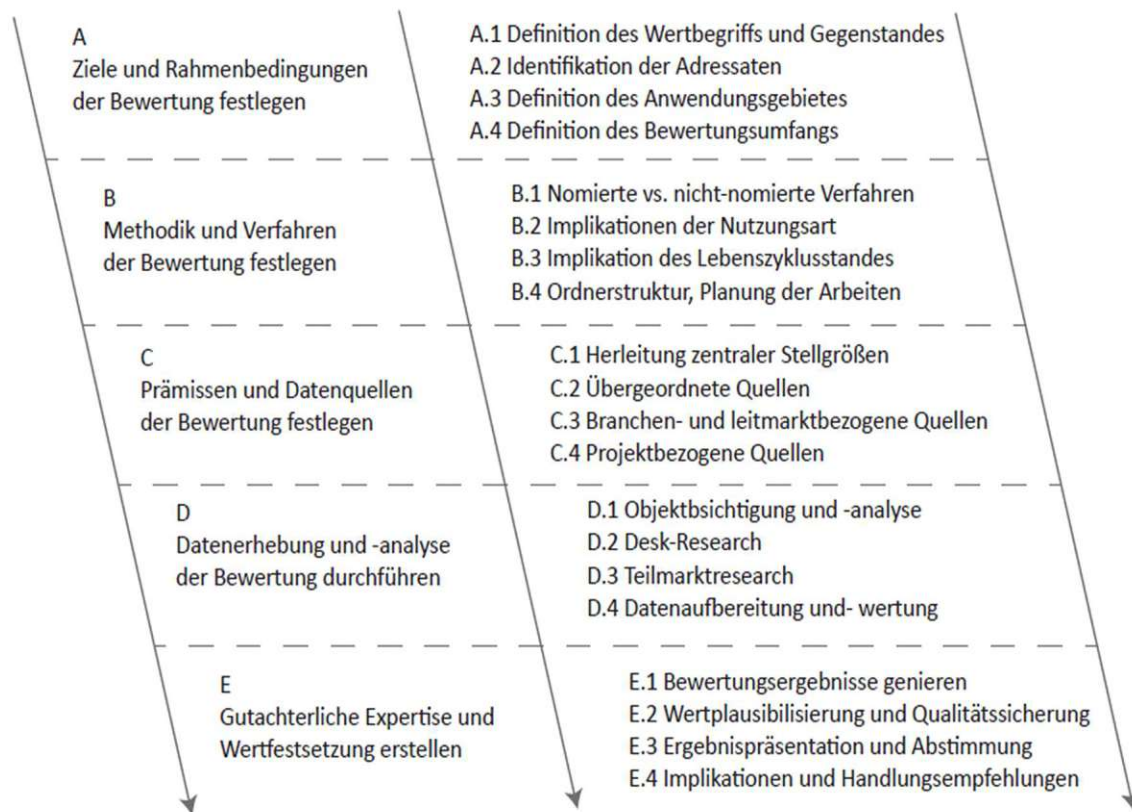 A
Ziele und Rahmenbedingungen
der Bewertung festlegen
A.1 Definition des Wertbegriffs und Gegenstandes
A.2 Identifikation der Adressaten
A.3 Definition des Anwendungsgebietes
A.4 Definition des Bewertungsumfangs
B
Methodik und Verfahren
der Bewertung festlegen
B.1 Nomierte vs. nicht-nomierte Verfahren
B.2 Implikationen der Nutzungsart
B.3 Implikation des Lebenszyklusstandes
B.4 Ordnerstruktur, Planung der Arbeiten
C
Prämissen und Datenquellen
der Bewertung festlegen
C.1 Herleitung zentraler Stellgrößen
C.2 Übergeordnete Quellen
C.3 Branchen- und leitmarktbezogene Quellen
C.4 Projektbezogene Quellen
D
Datenerhebung und -analyse
der Bewertung durchführen
D.1 Objektbsichtigung und -analyse
D.2 Desk-Research
D.3 Teilmarktresearch
D.4 Datenaufbereitung und- wertung
E
Gutachterliche Expertise und
Wertfestsetzung erstellen
E.1 Bewertungsergebnisse genieren
E.2 Wertplausibilisierung und Qualitätssicherung
E.3 Ergebnispräsentation und Abstimmung
E.4 Implikationen und Handlungsempfehlungen